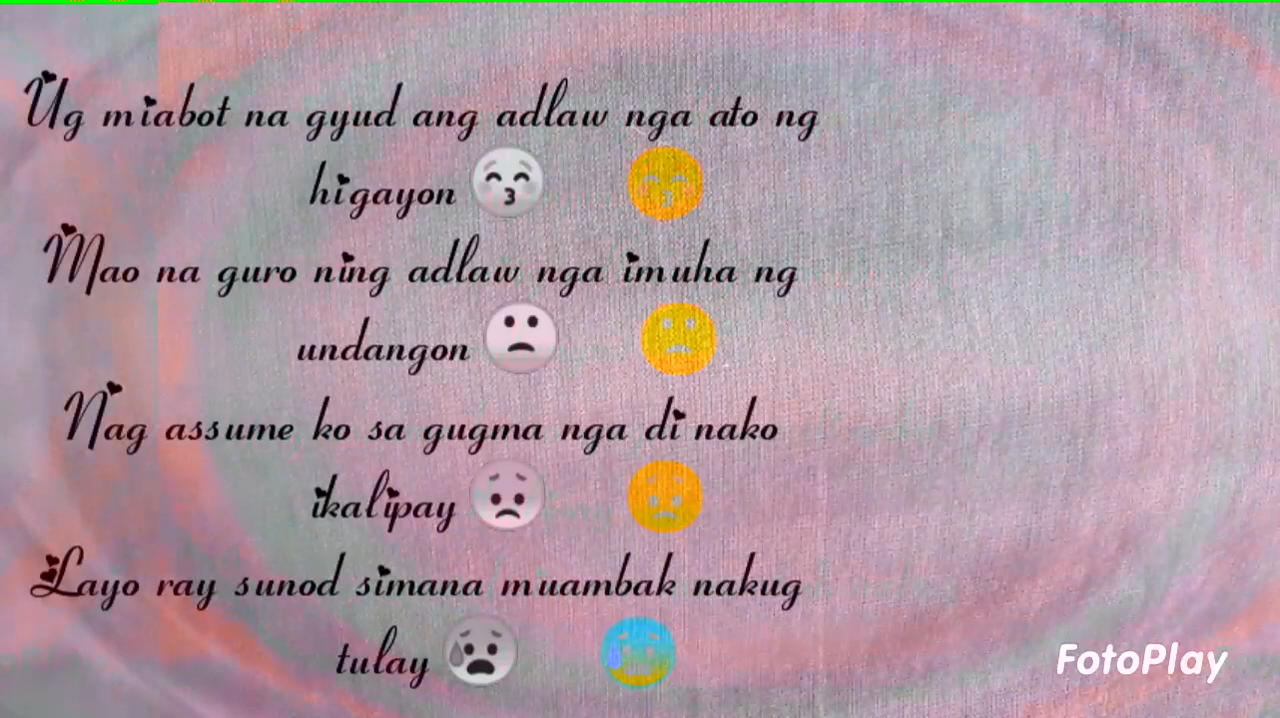 Ug miabot na gyud ang adlaw nga ato ng
higayon 😚 😚
Mao na guro ning adlaw nga imuha ng
undangon 🙁 🙁
Nag assume ko sa gugma nga di nako
ikalipay 😟 😟
Layo ray sunod simana muambak nakug
tulay 😰 😰
FotoPlay